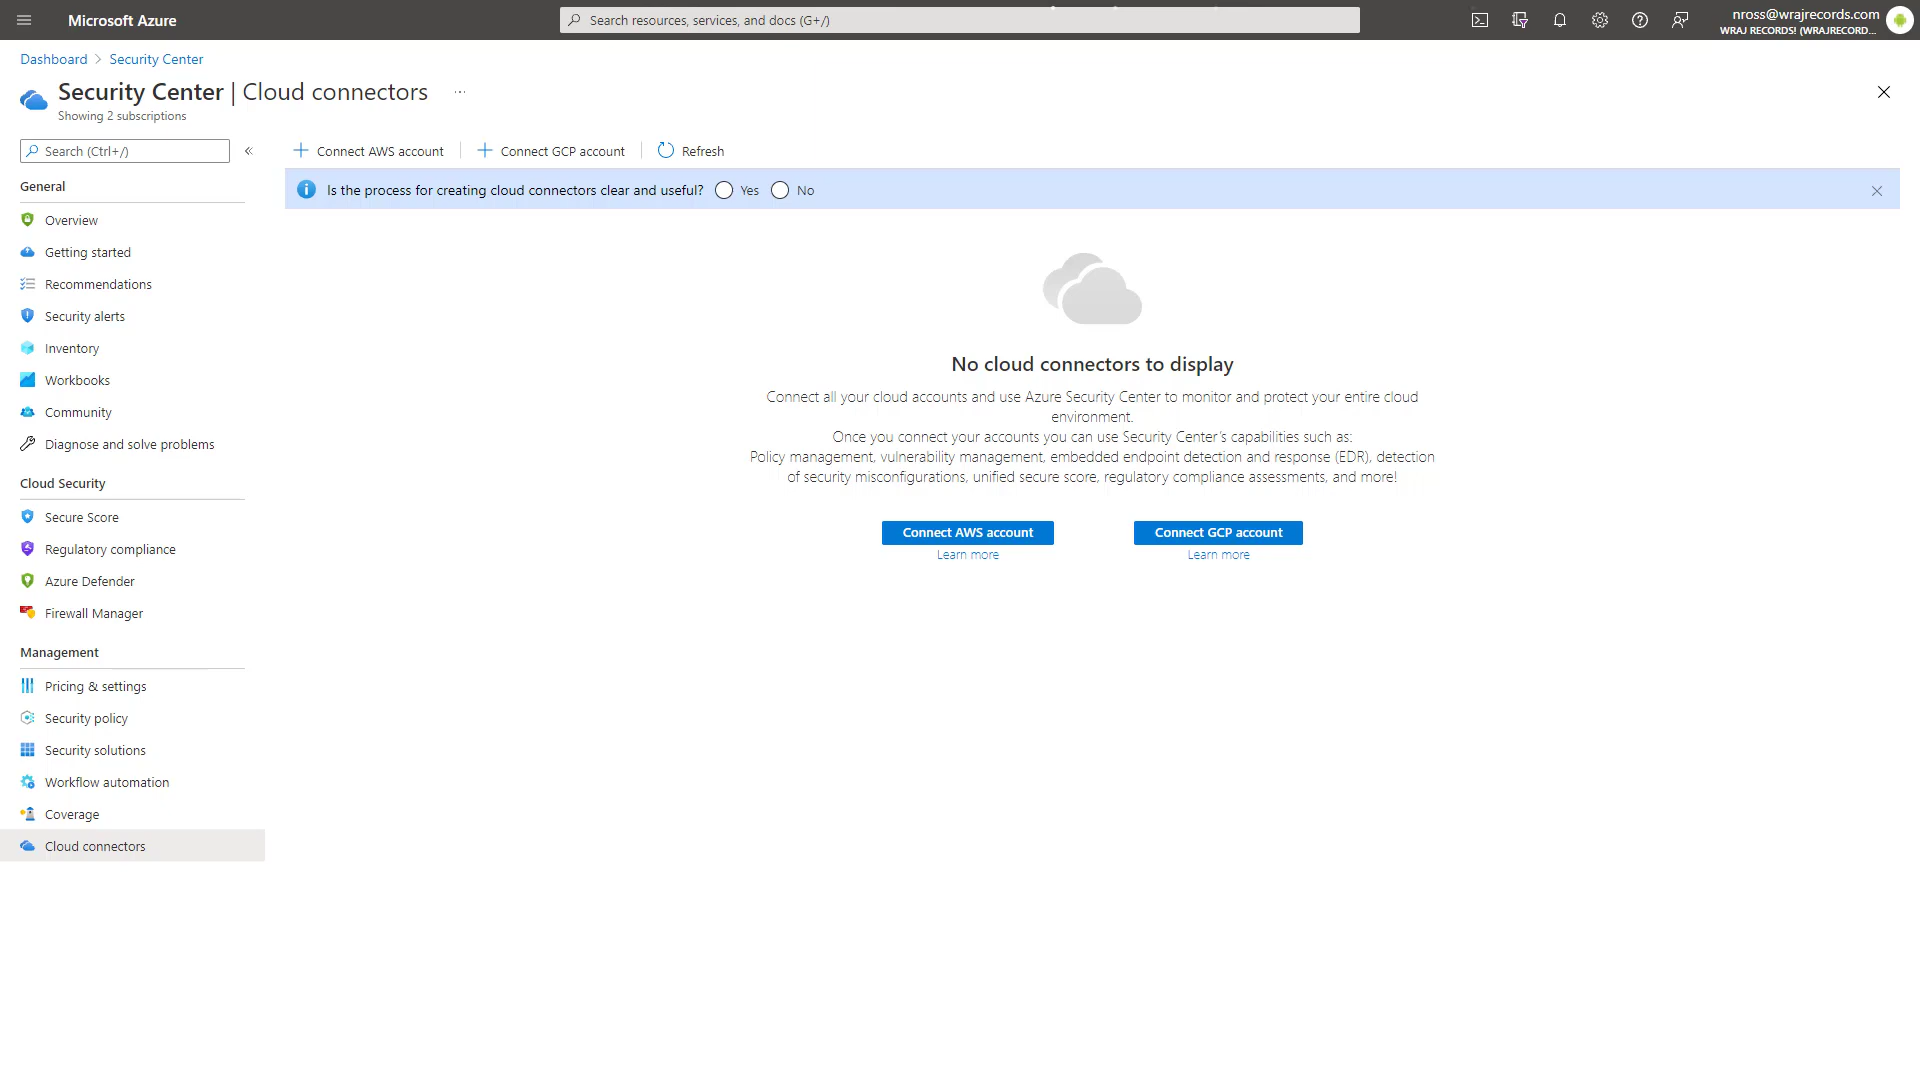 Microsoft Azure
Search resources, services, and docs (G+/)
nross@wrajrecords.com
WRAJ RECORDS! (WRAJRECORD...
Dashboard > Security Center
Security Center | Cloud connectors ...
Showing 2 subscriptions
Search (Ctrl+/)
«
General
Overview
Getting started
Recommendations
Security alerts
Inventory
Workbooks
Community
Diagnose and solve problems
Cloud Security
Secure Score
Regulatory compliance
Azure Defender
Firewall Manager
Management
Pricing & settings
Security policy
Security solutions
Workflow automation
Coverage
Cloud connectors
+ Connect AWS account
+ Connect GCP account
Refresh
Is the process for creating cloud connectors clear and useful? Yes No
No cloud connectors to display
Connect all your cloud accounts and use Azure Security Center to monitor and protect your entire cloud
environment.
Once you connect your accounts you can use Security Center's capabilities such as:
Policy management, vulnerability management, embedded endpoint detection and response (EDR), detection
of security misconfigurations, unified secure score, regulatory compliance assessments, and more!
Connect AWS account
Learn more
Connect GCP account
Learn more